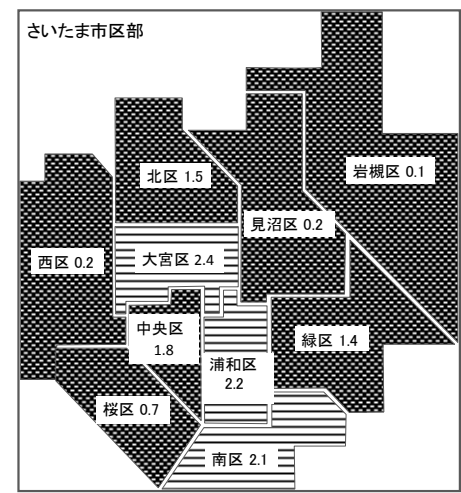 さいたま市区部
北区 1.5
岩槻区 0.1
見沼区 0.2
西区 0.2
大宮区 2.4
中央区
1.8
緑区 1.4
浦和区
2.2
桜区 0.7
南区 2.1